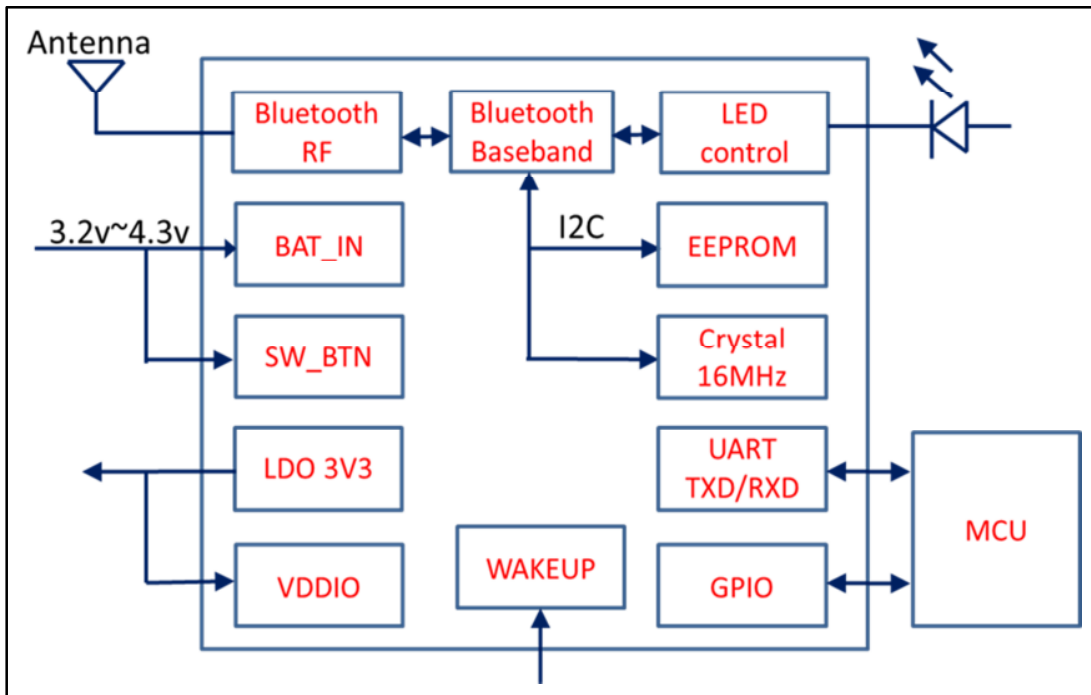 Antenna
Bluetooth
RF
Bluetooth
Baseband
LED
control
3.2v~4.3v
BAT_IN
I2C
EEPROM
SW_BTN
Crystal
16MHz
LDO 3V3
UART
TXD/RXD
MCU
VDDIO
WAKEUP
GPIO